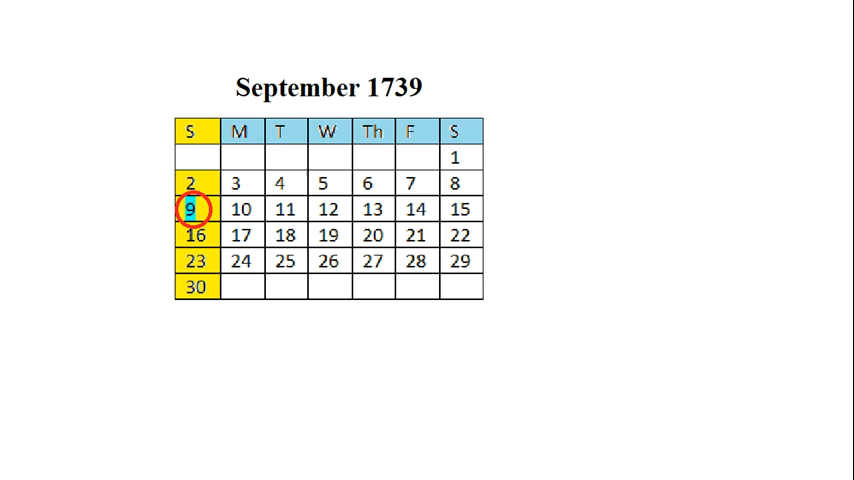 September 1739
S M T W Th F S
1
2 3 4 5 6 7 8
9 10 11 12 13 14 15
16 17 18 19 20 21 22
23 24 25 26 27 28 29
30